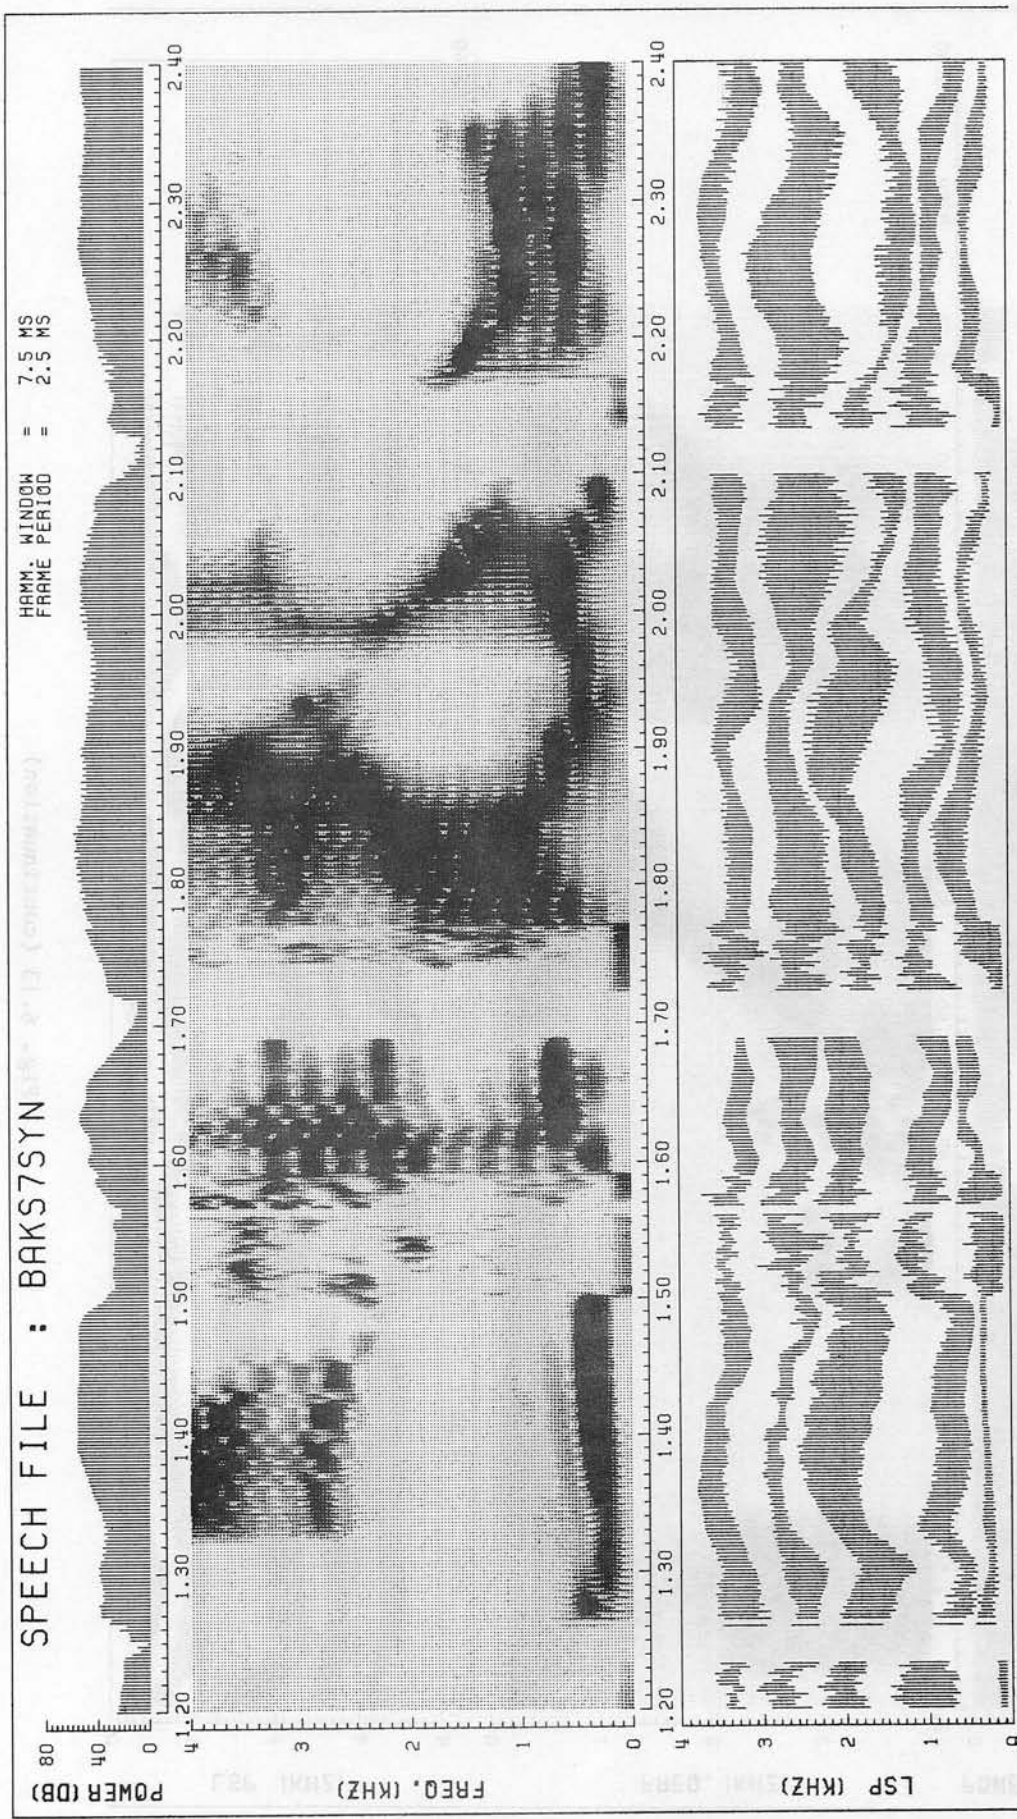 SPEECH FILE : BAKS7SYN
HAMM. WINDOW = 7.5 MS
FRAME PERIOD = 2.5 MS
80
40
0
POWER (DB)
1.20 1.30 1.40 1.50 1.60 1.70 1.80 1.90 2.00 2.10 2.20 2.30 2.40
4
3
2
1
0
FREQ. (KHZ)
1.20 1.30 1.40 1.50 1.60 1.70 1.80 1.90 2.00 2.10 2.20 2.30 2.40
4
3
2
1
0
LSP (KHZ)